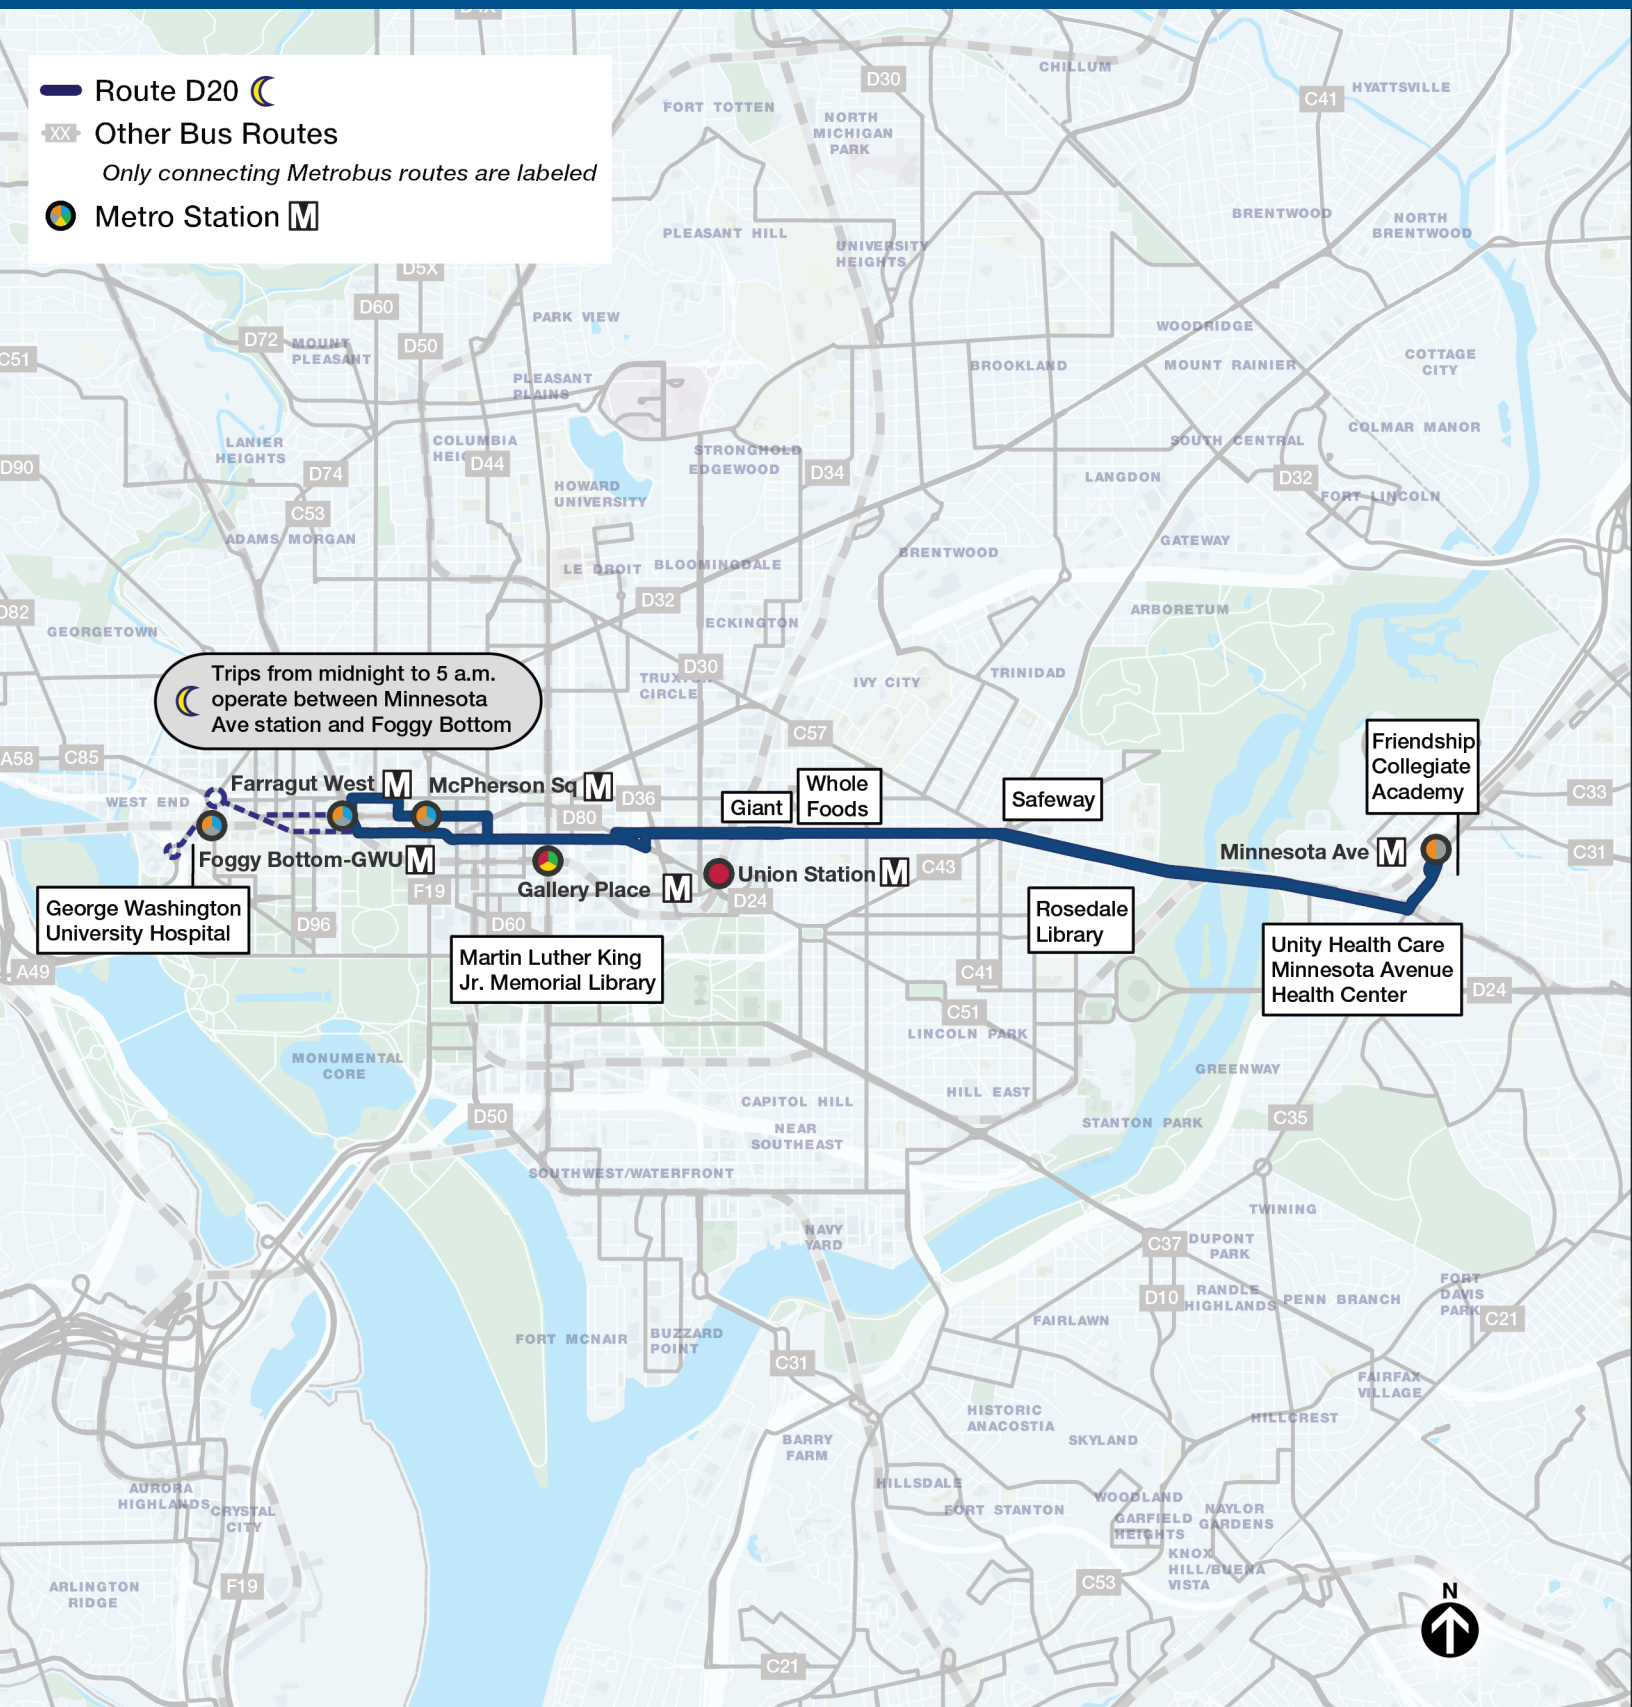 D4X
Route D20
XX
Other Bus Routes
Only connecting Metrobus routes are labeled
Metro Station M
D30
CHILLUM
C41
HYATTSVILLE
FORT TOTTEN
NORTH
MICHIGAN
PARK
BRENTWOOD
NORTH
BRENTWOOD
PLEASANT HILL
UNIVERSITY
HEIGHTS
D5X
D60
PARK VIEW
D72
MOUNT
PLEASANT
D50
WOODRIDGE
C51
BROOKLAND
MOUNT RAINIER
COTTAGE
CITY
PLEASANT
PLAINS
LANIER
HEIGHTS
COLUMBIA
D44
STRONGHOLD
EDGEWOOD
D34
SOUTH CENTRAL
COLMAR MANOR
D90
D74
HOWARD
UNIVERSITY
LANGDON
D32
FORT LINCOLN
C53
ADAMS MORGAN
GATEWAY
LE DROIT
BLOOMINGDALE
BRENTWOOD
D82
D32
ECKINGTON
ARBORETUM
GEORGETOWN
D30
TRUXTON
CIRCLE
IVY CITY
TRINIDAD
Trips from midnight to 5 a.m.
operate between Minnesota
Ave station and Foggy Bottom
C57
A58
C85
Friendship
Collegiate
Academy
Farragut West M
McPherson Sq M
D36
Giant
Whole
Foods
Safeway
C33
WEST END
D80
Foggy Bottom-GWU M
Gallery Place M
Union Station M
C43
Minnesota Ave M
C31
F19
D24
George Washington
University Hospital
D96
D60
Rosedale
Library
Martin Luther King
Jr. Memorial Library
Unity Health Care
Minnesota Avenue
Health Center
A49
C41
D24
C51
LINCOLN PARK
MONUMENTAL
CORE
GREENWAY
HILL EAST
CAPITOL HILL
D50
NEAR
SOUTHEAST
STANTON PARK
C35
SOUTHWEST/WATERFRONT
TWINING
NAVY
YARD
C37
DUPONT
PARK
D10
RANDLE
HIGHLANDS
PENN BRANCH
FORT
DAVIS
PARK
C21
FAIRLAWN
FORT MCNAIR
BUZZARD
POINT
C31
FAIRFAX
VILLAGE
HISTORIC
ANACOSTIA
HILLCREST
BARRY
FARM
SKYLAND
AURORA
HIGHLANDS
CRYSTAL
CITY
HILLSDALE
FORT STANTON
WOODLAND
GARFIELD
HEIGHTS
NAYLOR
GARDENS
KNOX
HILL/BUENA
VISTA
ARLINGTON
RIDGE
F19
C53
N
C21